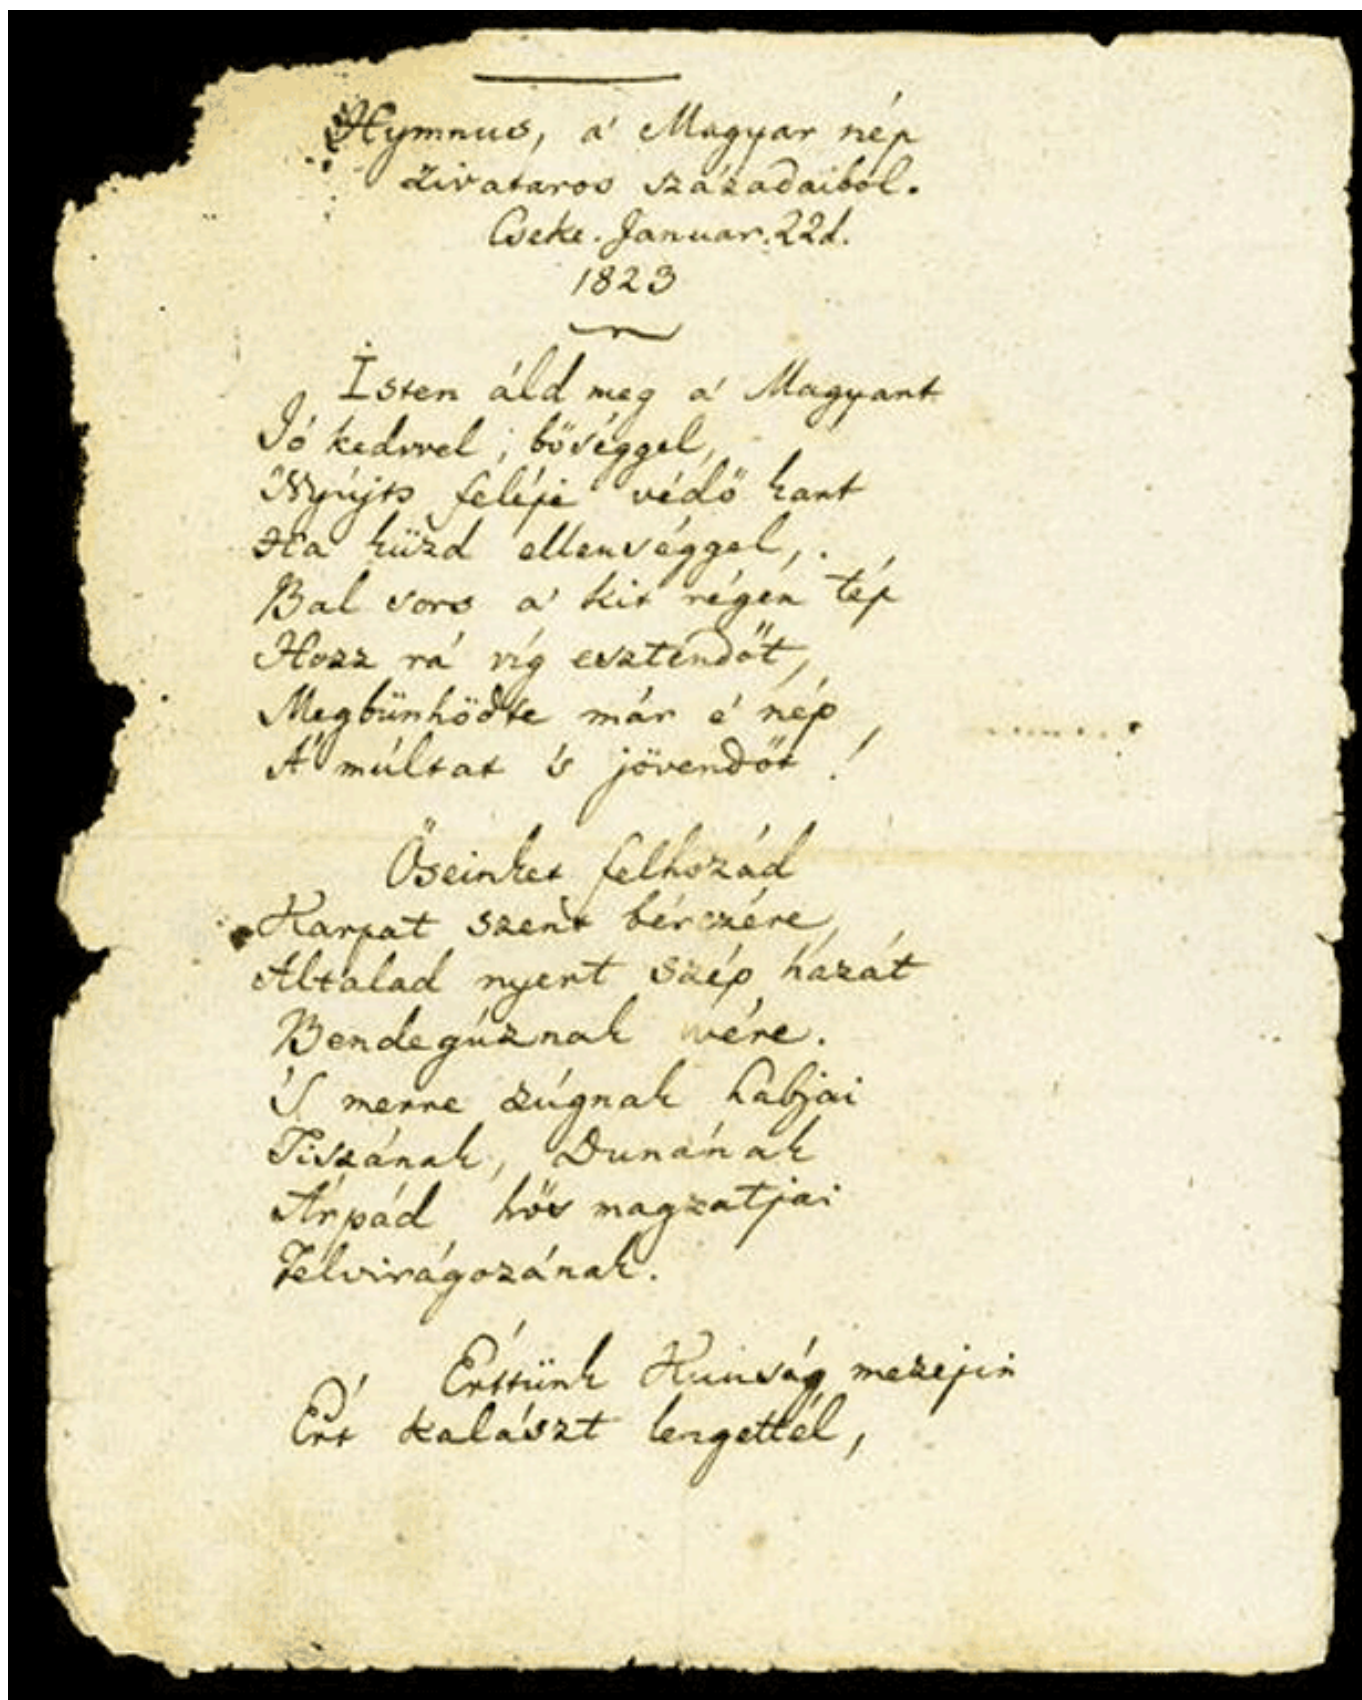 Hymnus, a' Magyar nép
zivataros századaiból.
Cseke. Januar. 22d.
1823
Isten áld meg a' Magyart
Jó kedvvel, bőséggel,
Nyújts feléje védő kart
Ha küzd ellenséggel,
Bal sors a' kit régen tép
Hozz rá víg esztendőt,
Megbünhödte már e' nép
A' múltat 's jövendőt!
Őseinket felhozád
Kárpat szent bérczére,
Általad nyert szép hazát
Bendegúznak vére.
'S merre zúgnak habjai
Tiszának, Dunának
Árpád hős magzatjai
Felvirágozának.
Értünk Kunság mezejin
Ért kalászt lengettél,